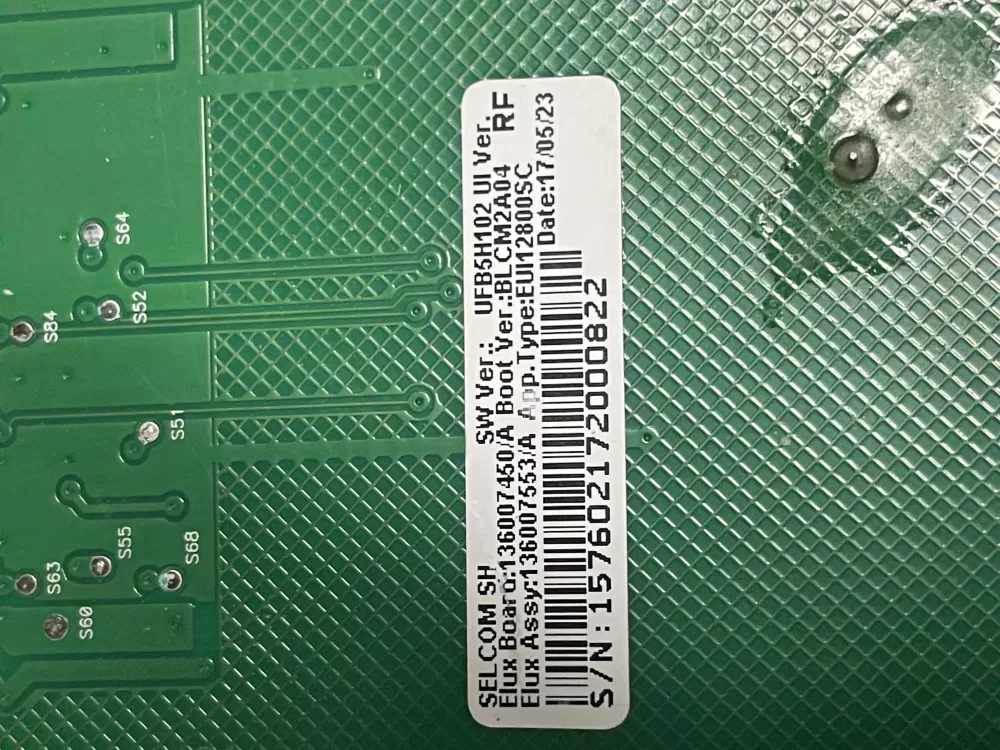 SELCOM SH SW Ver.: UFB5H102 UI Ver.
Elux Board:136007450/A Boot Ver.:BLCM2A04 RF
Elux Assy:136007553/A App.Type:EUI12800SC
Date:17/05/23
S/N:157602172000822
S64
S52
S84
S51
S55
S68
S63
S60